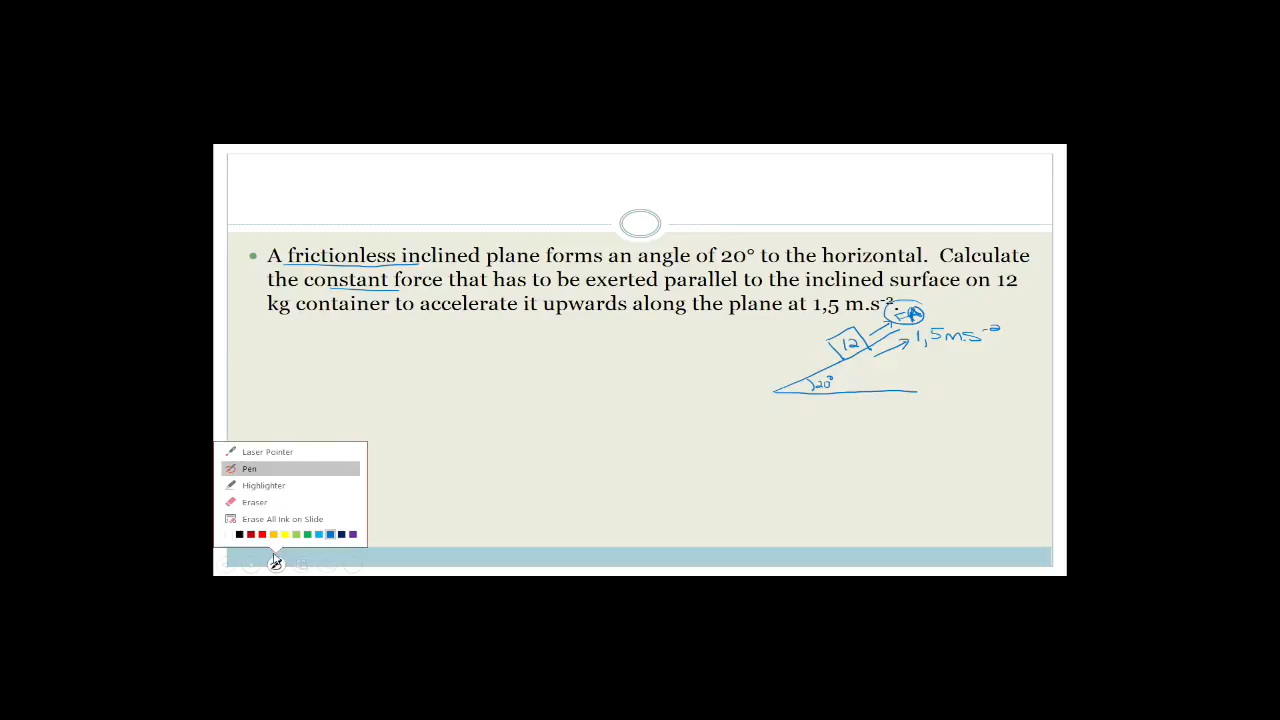 A frictionless inclined plane forms an angle of 20° to the horizontal. Calculate
the constant force that has to be exerted parallel to the inclined surface on 12
kg container to accelerate it upwards along the plane at 1,5 m.s⁻².
FA
12
1,5m.s⁻²
20°
Laser Pointer
Pen
Highlighter
Eraser
Erase All Ink on Slide